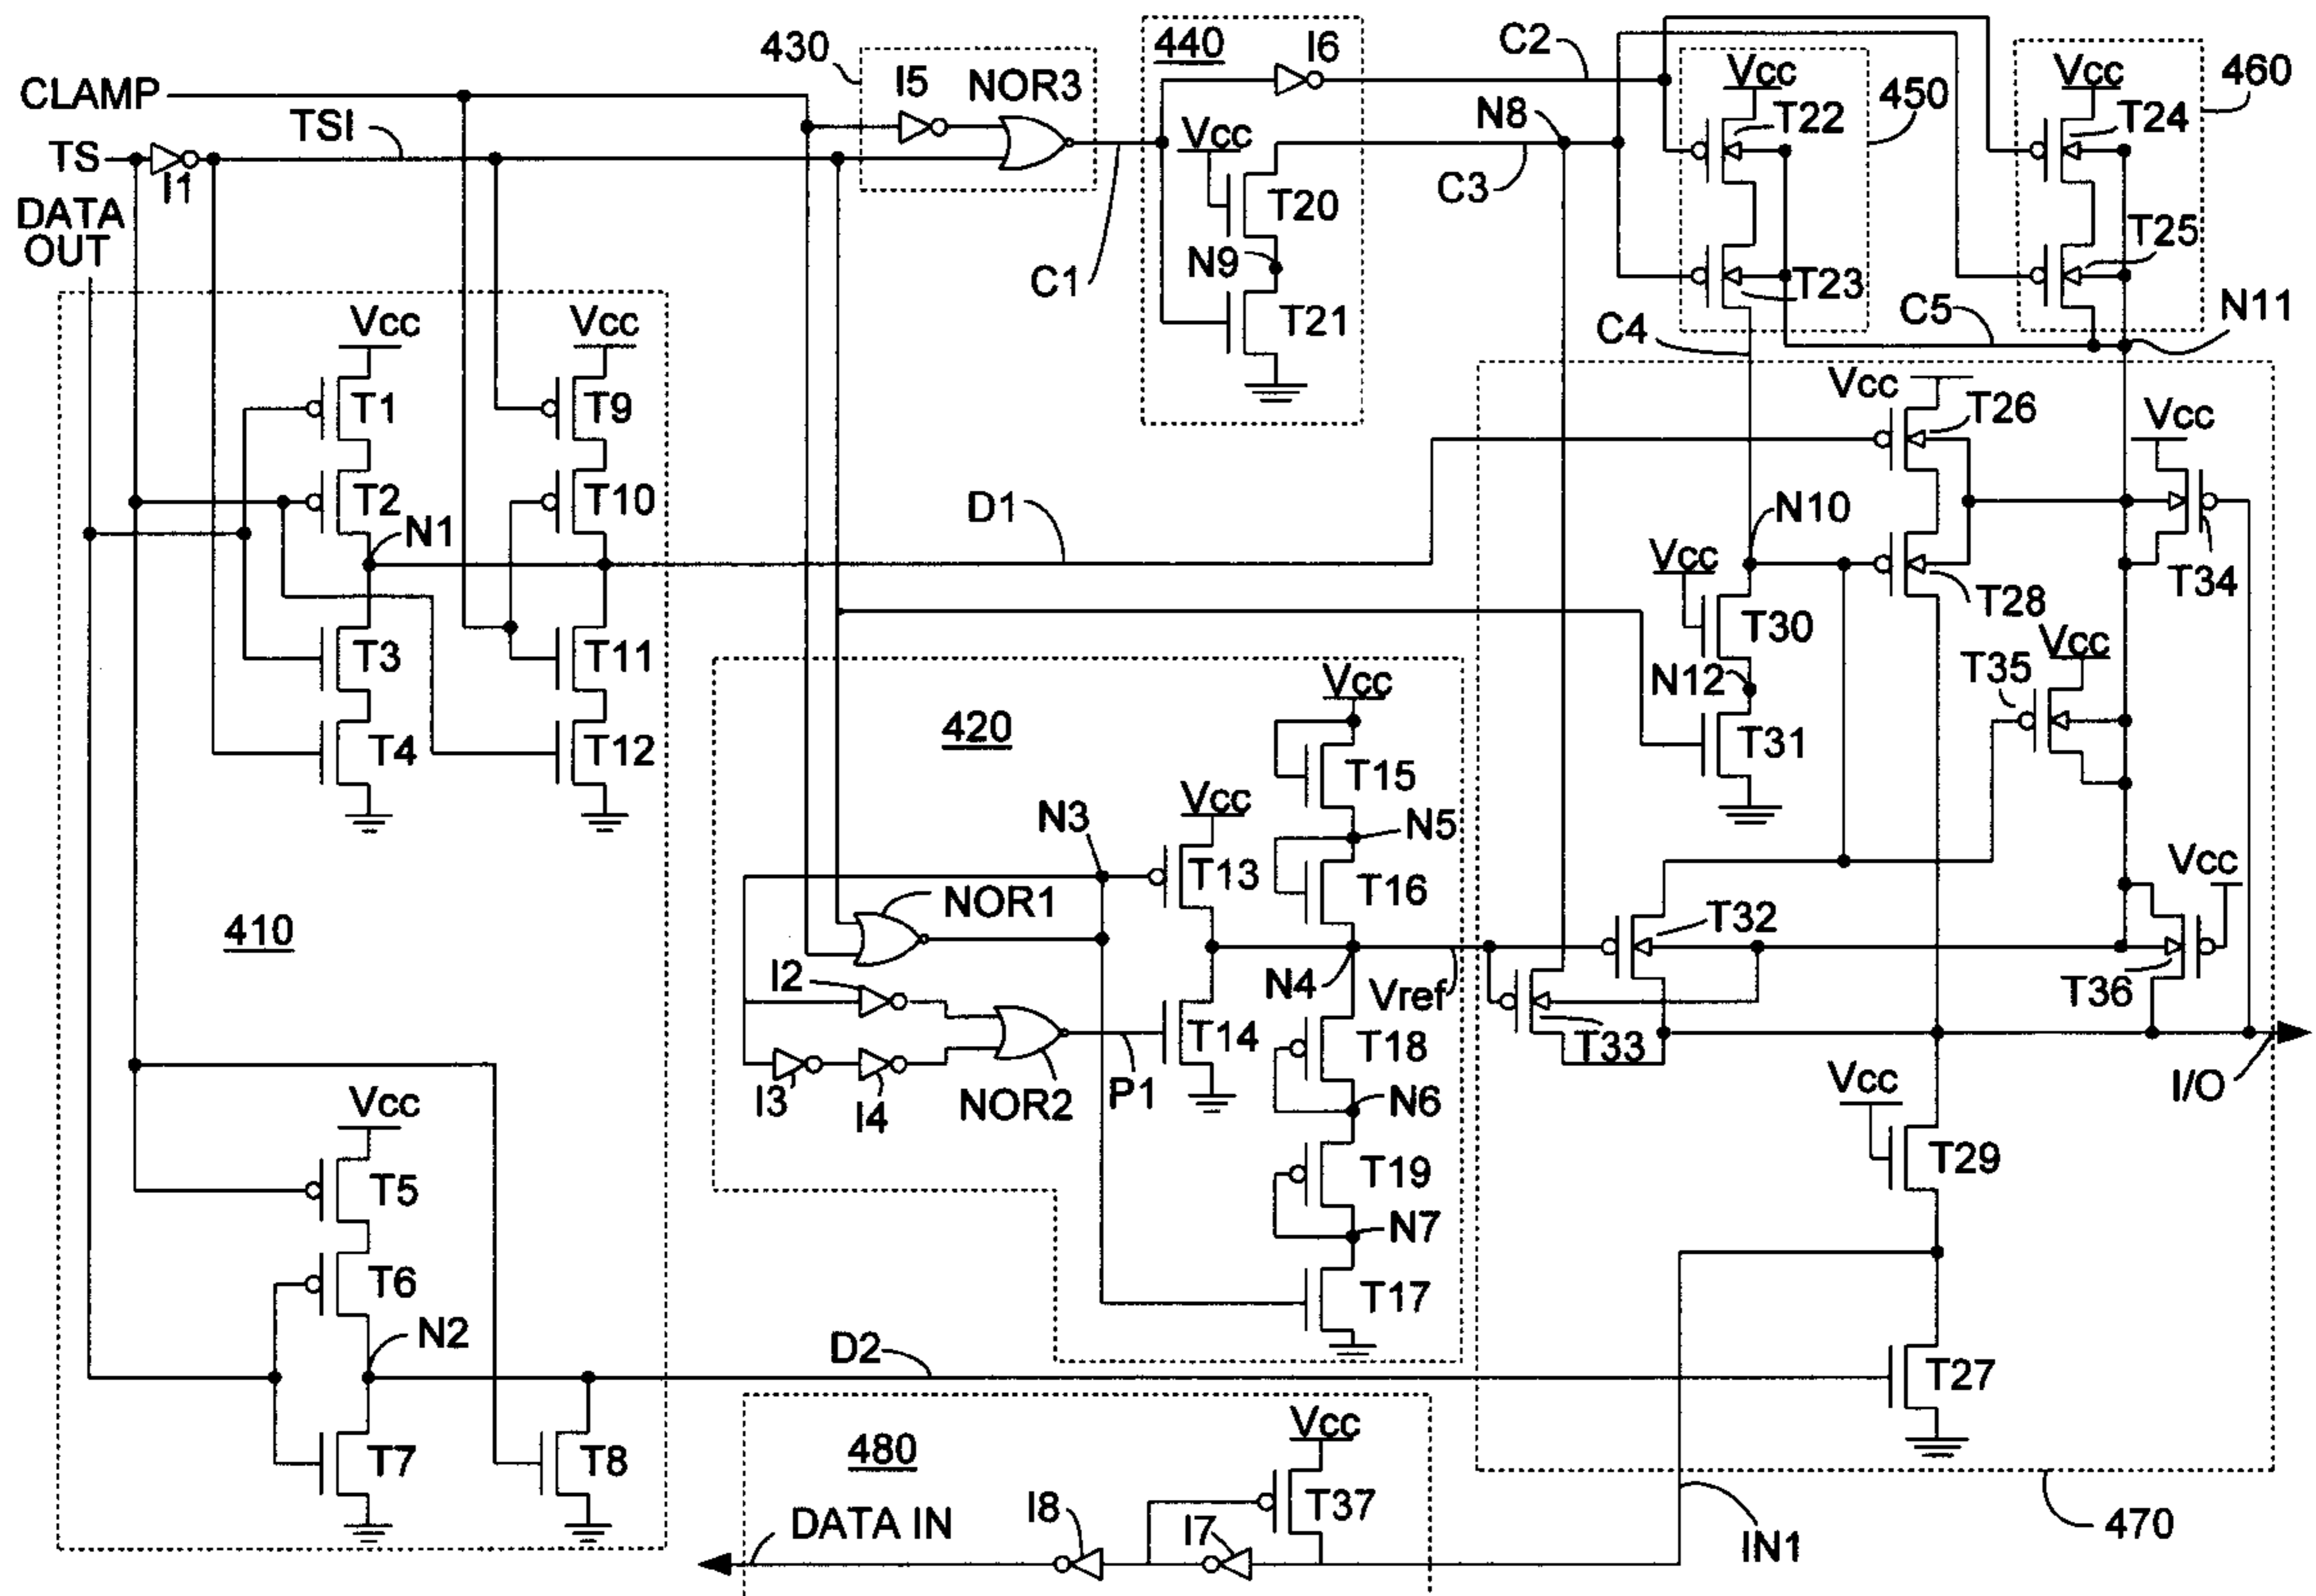 CLAMP
TS
TSI
I1
DATA
OUT
430
I5
NOR3
440
I6
Vcc
T20
N9
T21
C1
C2
N8
C3
Vcc
T22
T23
450
Vcc
T24
T25
460
C4
C5
N11
Vcc
T1
T2
N1
T3
T4
Vcc
T9
T10
T11
T12
D1
410
Vcc
T5
T6
N2
T7
T8
D2
420
N3
NOR1
I2
I3
I4
NOR2
P1
Vcc
T13
T14
Vcc
T15
N5
T16
N4
Vref
T18
N6
T19
N7
T17
Vcc
T26
N10
T28
Vcc
T30
N12
T31
Vcc
T34
Vcc
T35
T32
T33
Vcc
T36
I/O
Vcc
T29
T27
470
IN1
480
Vcc
T37
I7
I8
DATA IN